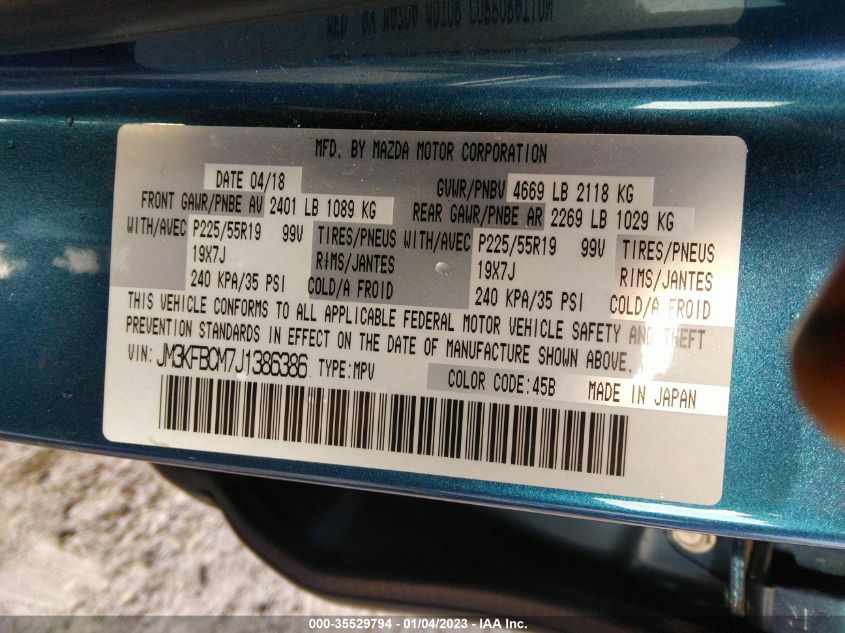 MFD. BY MAZDA MOTOR CORPORATION
MFD. BY MAZDA MOTOR CORPORATION
DATE 04/18 GVWR/PNBV 4669 LB 2118 KG
FRONT GAWR/PNBE AV 2401 LB 1089 KG REAR GAWR/PNBE AR 2269 LB 1029 KG
WITH/AVEC P225/55R19 99V TIRES/PNEUS WITH/AVEC P225/55R19 99V TIRES/PNEUS
19X7J RIMS/JANTES 19X7J RIMS/JANTES
240 KPA/35 PSI COLD/A FROID 240 KPA/35 PSI COLD/A FROID
THIS VEHICLE CONFORMS TO ALL APPLICABLE FEDERAL MOTOR VEHICLE SAFETY AND THEFT
PREVENTION STANDARDS IN EFFECT ON THE DATE OF MANUFACTURE SHOWN ABOVE.
VIN: JM3KFBCM7J1386386 TYPE:MPV COLOR CODE:45B MADE IN JAPAN
000-35529794 - 01/04/2023 - IAA Inc.